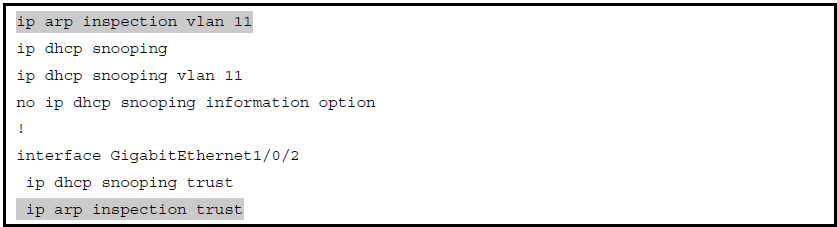 ip arp inspection vlan 11
ip dhcp snooping
ip dhcp snooping vlan 11
no ip dhcp snooping information option
!
interface GigabitEthernet1/0/2
 ip dhcp snooping trust
 ip arp inspection trust